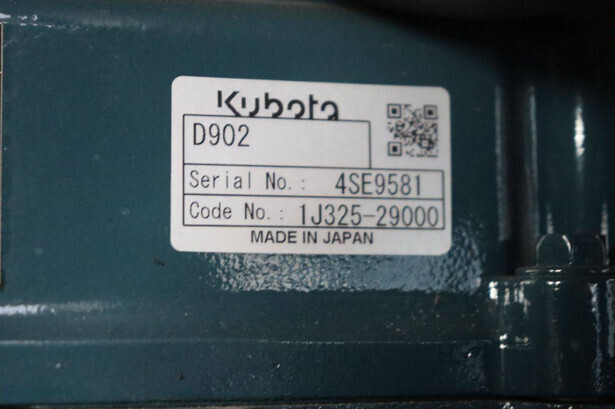 Kubota
D902
Serial No.: 4SE9581
Code No.: 1J325-29000
MADE IN JAPAN